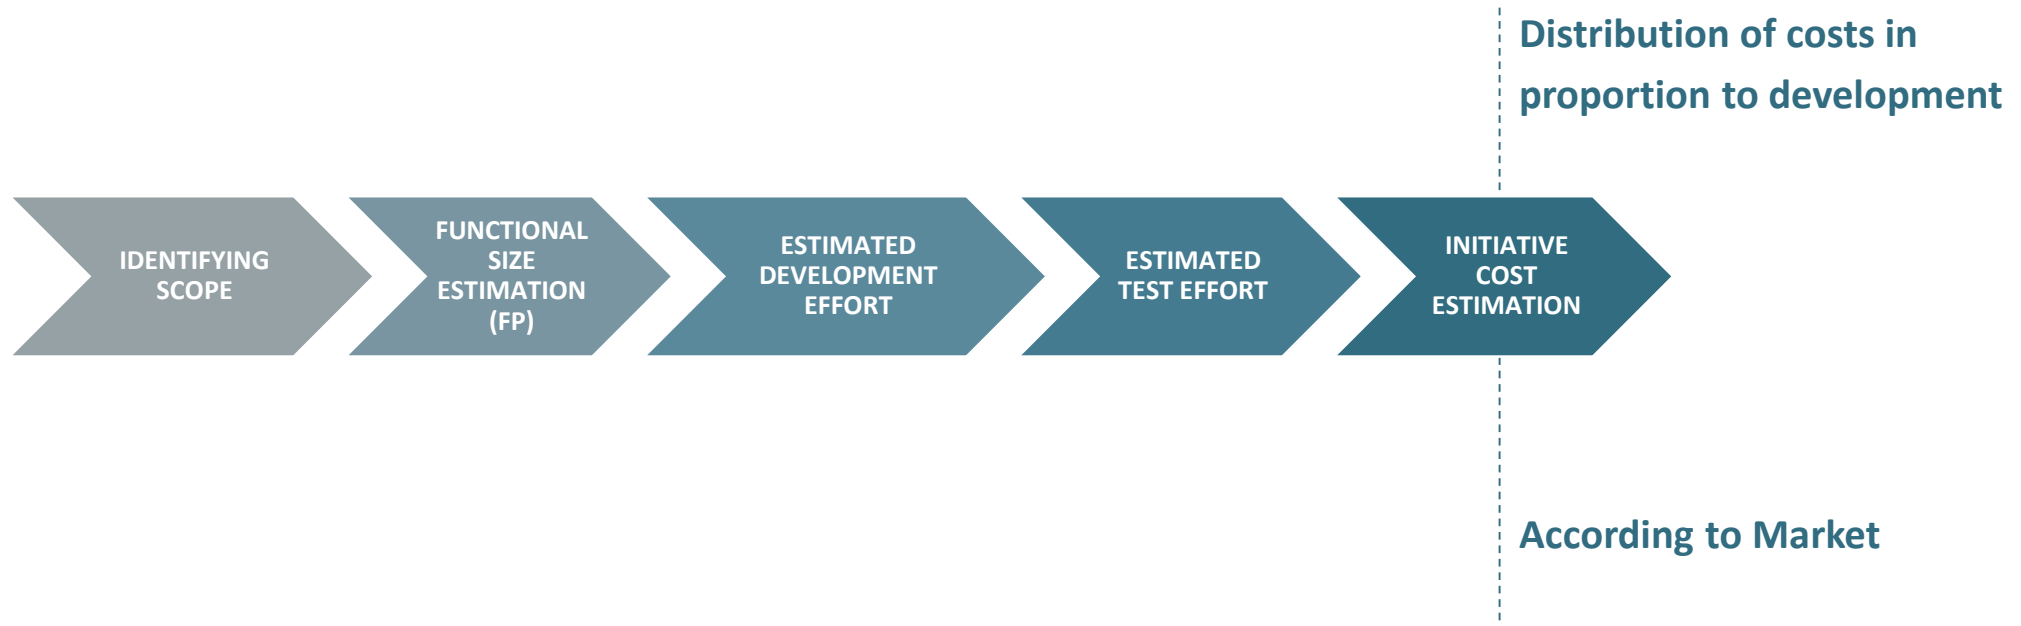 Distribution of costs in
proportion to development
IDENTIFYING
SCOPE
FUNCTIONAL
SIZE
ESTIMATION
(FP)
ESTIMATED
DEVELOPMENT
EFFORT
ESTIMATED
TEST EFFORT
INITIATIVE
COST
ESTIMATION
According to Market